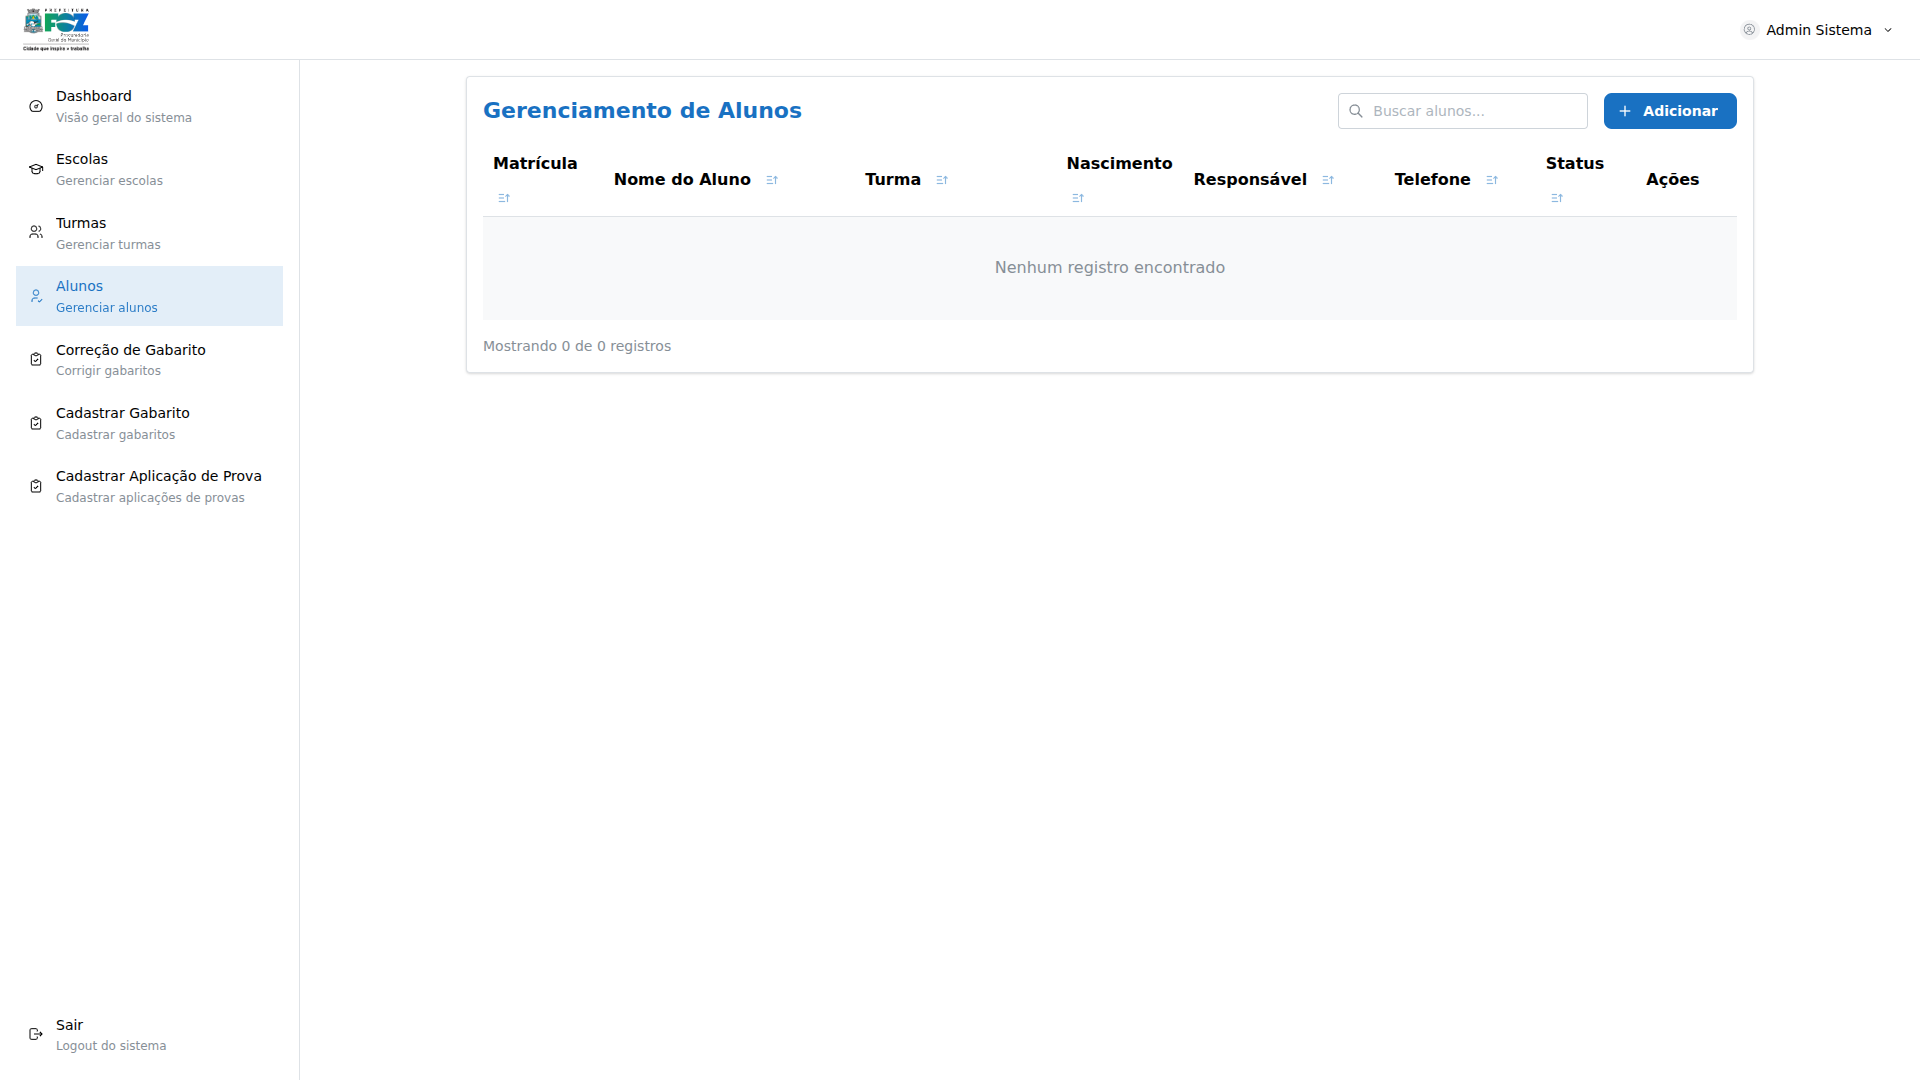 PREFEITURA
FOZ
Procuradoria
Geral do Município
Cidade que inspira e trabalha
Admin Sistema
Dashboard
Visão geral do sistema
Escolas
Gerenciar escolas
Turmas
Gerenciar turmas
Alunos
Gerenciar alunos
Correção de Gabarito
Corrigir gabaritos
Cadastrar Gabarito
Cadastrar gabaritos
Cadastrar Aplicação de Prova
Cadastrar aplicações de provas
Sair
Logout do sistema
Gerenciamento de Alunos
Buscar alunos...
Adicionar
Matrícula Nome do Aluno Turma Nascimento Responsável Telefone Status Ações
Nenhum registro encontrado
Mostrando 0 de 0 registros